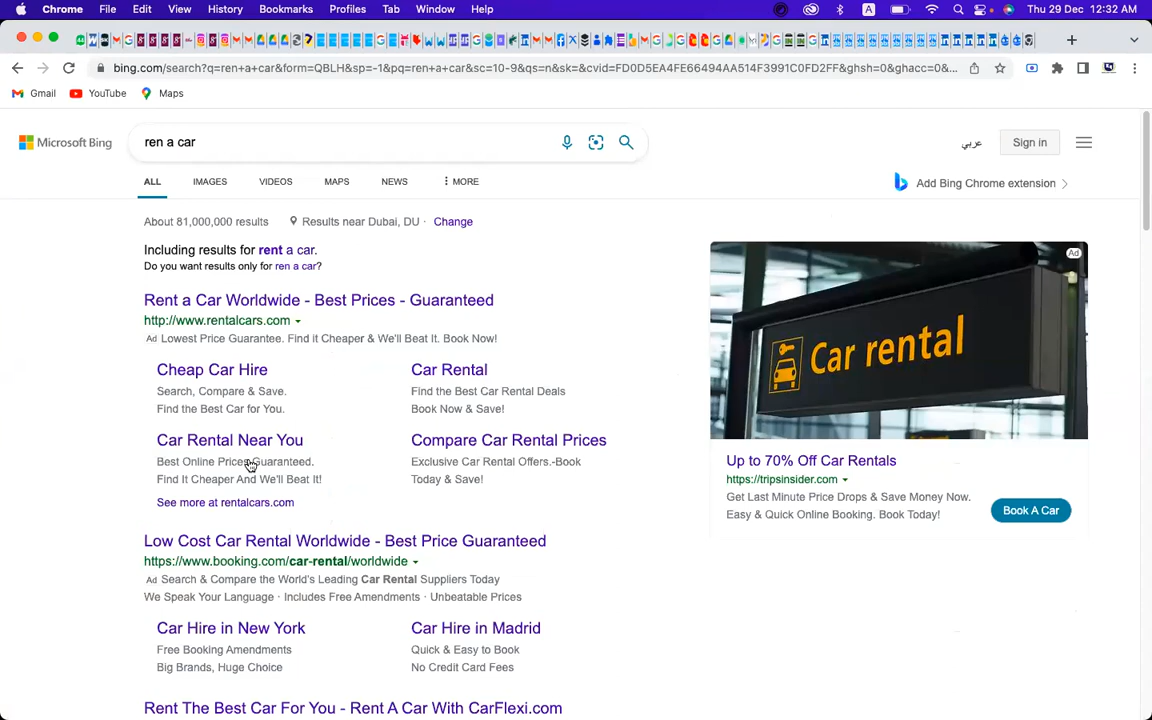 Chrome File Edit View History Bookmarks Profiles Tab Window Help A Thu 29 Dec 12:32 AM
bing.com/search?q=ren+a+car&form=QBLH&sp=-1&pq=ren+a+car&sc=10-9&qs=n&sk=&cvid=FD0D5EA4FE66494AA514F3991C0FD2FF&ghsh=0&ghacc=0&...
Gmail YouTube Maps
Microsoft Bing ren a car عربي Sign in
ALL IMAGES VIDEOS MAPS NEWS MORE Add Bing Chrome extension
About 81,000,000 results Results near Dubai, DU · Change
Including results for rent a car.
Do you want results only for ren a car?
Rent a Car Worldwide - Best Prices - Guaranteed
http://www.rentalcars.com
Ad Lowest Price Guarantee. Find it Cheaper & We'll Beat It. Book Now!
Cheap Car Hire
Search, Compare & Save.
Find the Best Car for You.
Car Rental
Find the Best Car Rental Deals
Book Now & Save!
Car Rental Near You
Best Online Prices Guaranteed.
Find It Cheaper And We'll Beat It!
Compare Car Rental Prices
Exclusive Car Rental Offers.-Book
Today & Save!
See more at rentalcars.com
Low Cost Car Rental Worldwide - Best Price Guaranteed
https://www.booking.com/car-rental/worldwide
Ad Search & Compare the World's Leading Car Rental Suppliers Today
We Speak Your Language · Includes Free Amendments · Unbeatable Prices
Car Hire in New York
Free Booking Amendments
Big Brands, Huge Choice
Car Hire in Madrid
Quick & Easy to Book
No Credit Card Fees
Rent The Best Car For You - Rent A Car With CarFlexi.com
Ad
Car rental
Up to 70% Off Car Rentals
https://tripsinsider.com
Get Last Minute Price Drops & Save Money Now.
Easy & Quick Online Booking. Book Today!
Book A Car